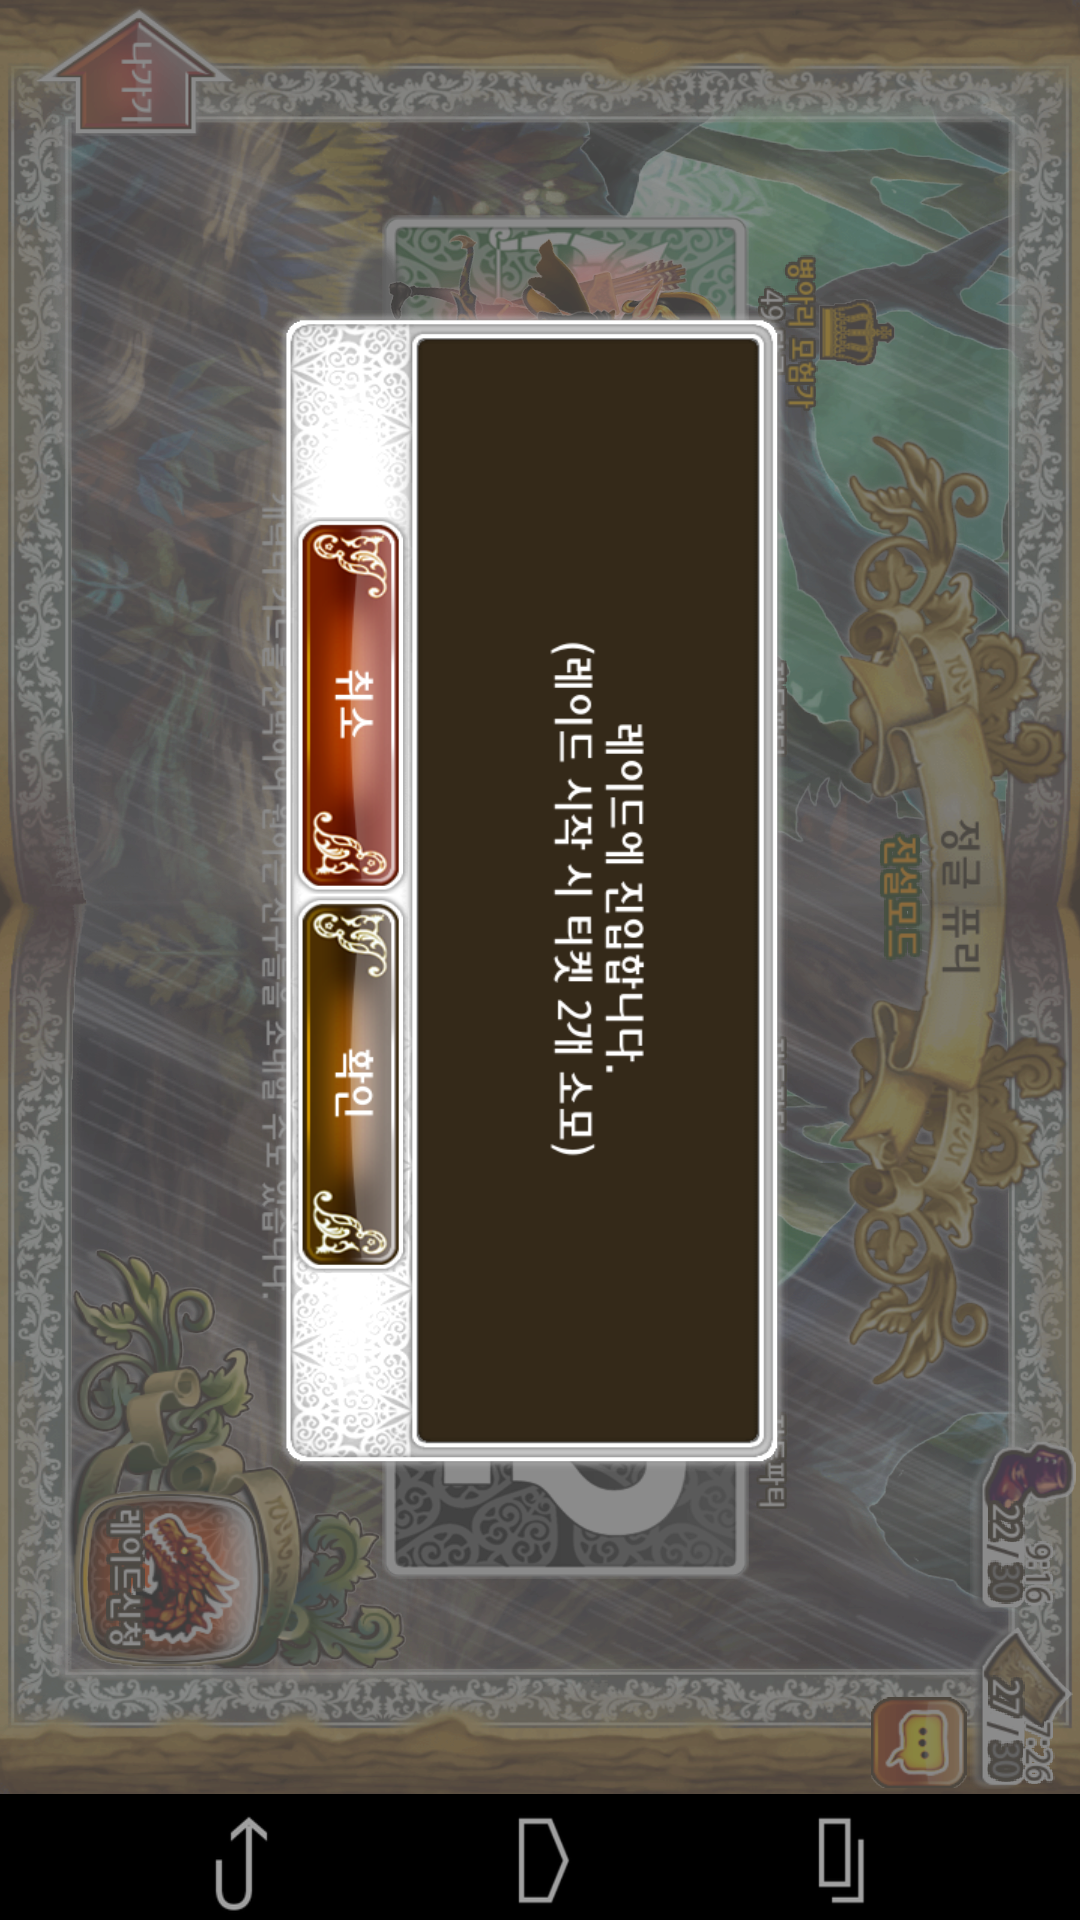 나가기
정글 퓨리
전설모드
22/30
9:16
27/30
7:26
병아리 모험가
레이드에 진입합니다.
(레이드 시작 시 티켓 2개 소모)
취소
확인
레이드신청